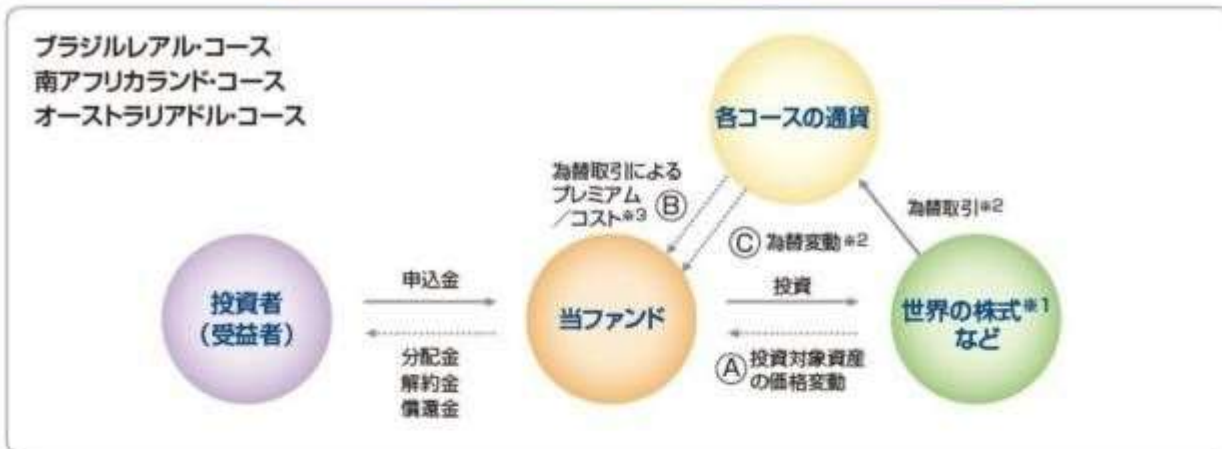 ブラジルレアル・コース
南アフリカランド・コース
オーストラリアドル・コース
各コースの通貨
為替取引による
プレミアム
／コスト※3 Ⓑ
為替取引※2
Ⓒ 為替変動※2
投資者
（受益者）
申込金
分配金
解約金
償還金
当ファンド
投資
Ⓐ 投資対象資産
の価格変動
世界の株式※1
など